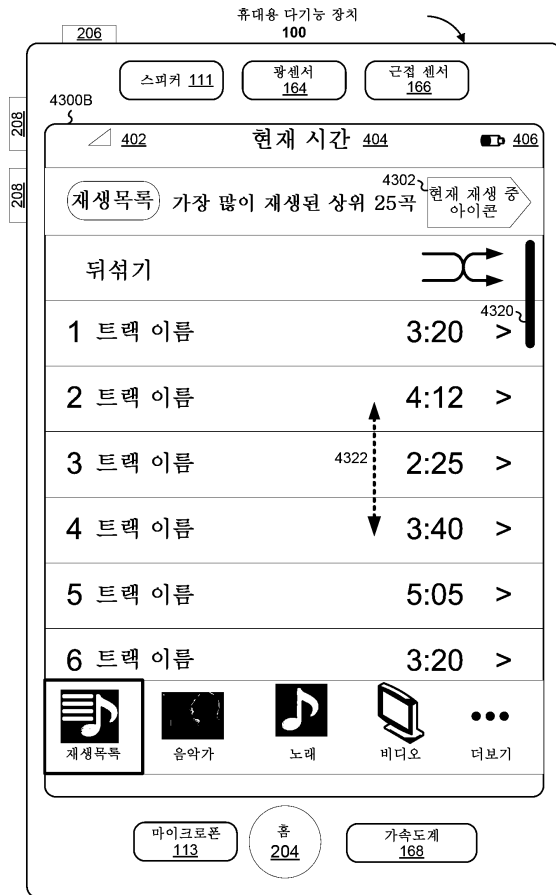 휴대용 다기능 장치
100
206
스피커 111
광센서
164
근접 센서
166
4300B
208
402
현재 시간 404
406
208
재생목록
가장 많이 재생된 상위 25곡
4302
현재 재생 중
아이콘
뒤섞기
4320
1 트랙 이름 3:20 >
2 트랙 이름 4:12 >
4322
3 트랙 이름 2:25 >
4 트랙 이름 3:40 >
5 트랙 이름 5:05 >
6 트랙 이름 3:20 >
재생목록
음악가
노래
비디오
더보기
마이크로폰
113
홈
204
가속도계
168